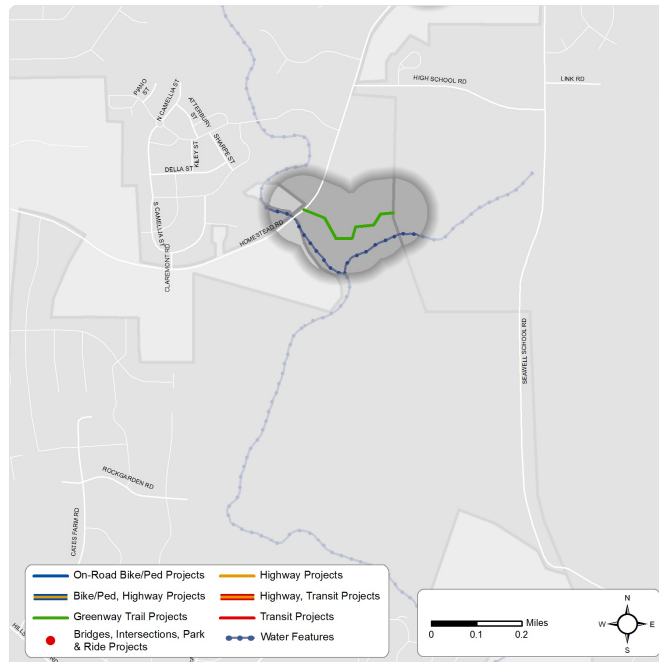 HIGH SCHOOL RD
LINK RD
PIANO
ST
N CAMELLIA ST
ATTERBURY
ST
KILEY ST
SHARPE ST
DELLA ST
S CAMELLIA ST
HOMESTEAD RD
CLAREMONT RD
SEAWELL SCHOOL RD
ROCKGARDEN RD
CATES FARM RD
On-Road Bike/Ped Projects
Highway Projects
Bike/Ped, Highway Projects
Highway, Transit Projects
Greenway Trail Projects
Transit Projects
Bridges, Intersections, Park
& Ride Projects
Water Features
Miles
0 0.1 0.2
N
W E
S